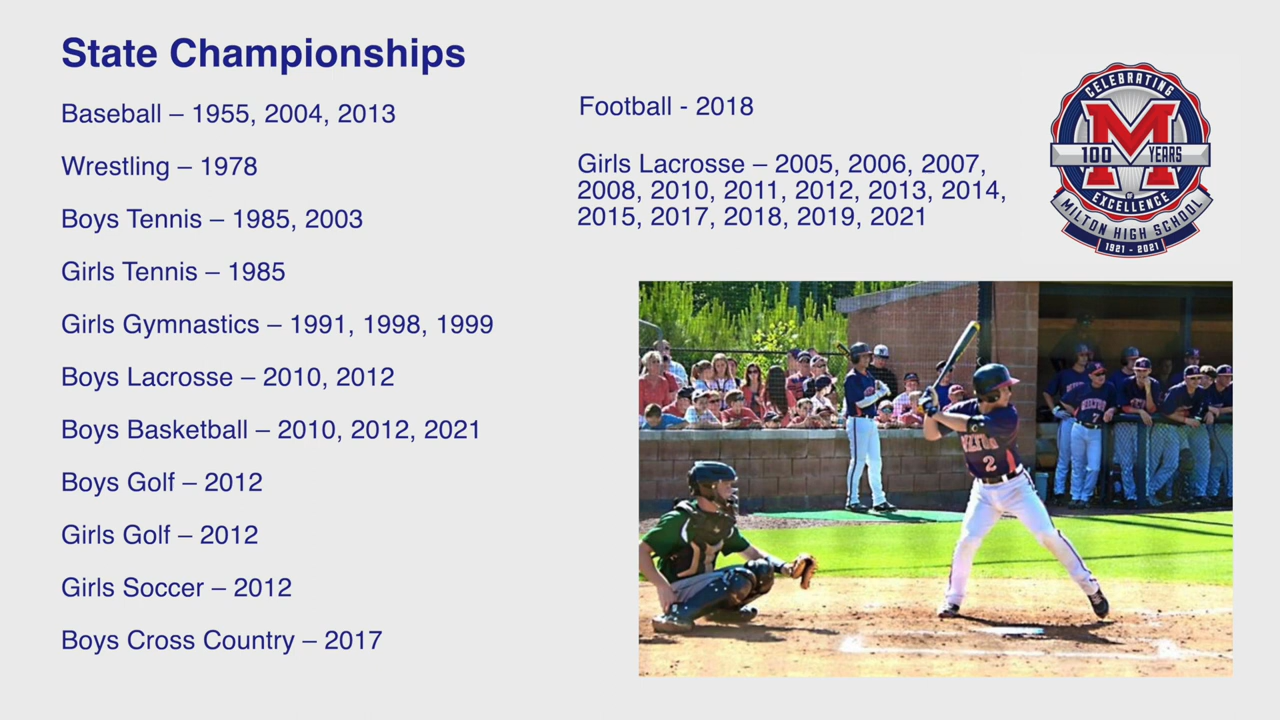 State Championships
Baseball – 1955, 2004, 2013
Wrestling – 1978
Boys Tennis – 1985, 2003
Girls Tennis – 1985
Girls Gymnastics – 1991, 1998, 1999
Boys Lacrosse – 2010, 2012
Boys Basketball – 2010, 2012, 2021
Boys Golf – 2012
Girls Golf – 2012
Girls Soccer – 2012
Boys Cross Country – 2017
Football - 2018
Girls Lacrosse – 2005, 2006, 2007,
2008, 2010, 2011, 2012, 2013, 2014,
2015, 2017, 2018, 2019, 2021
CELEBRATING
M
100 YEARS
OF
EXCELLENCE
MILTON HIGH SCHOOL
1921 - 2021
MILTON
2